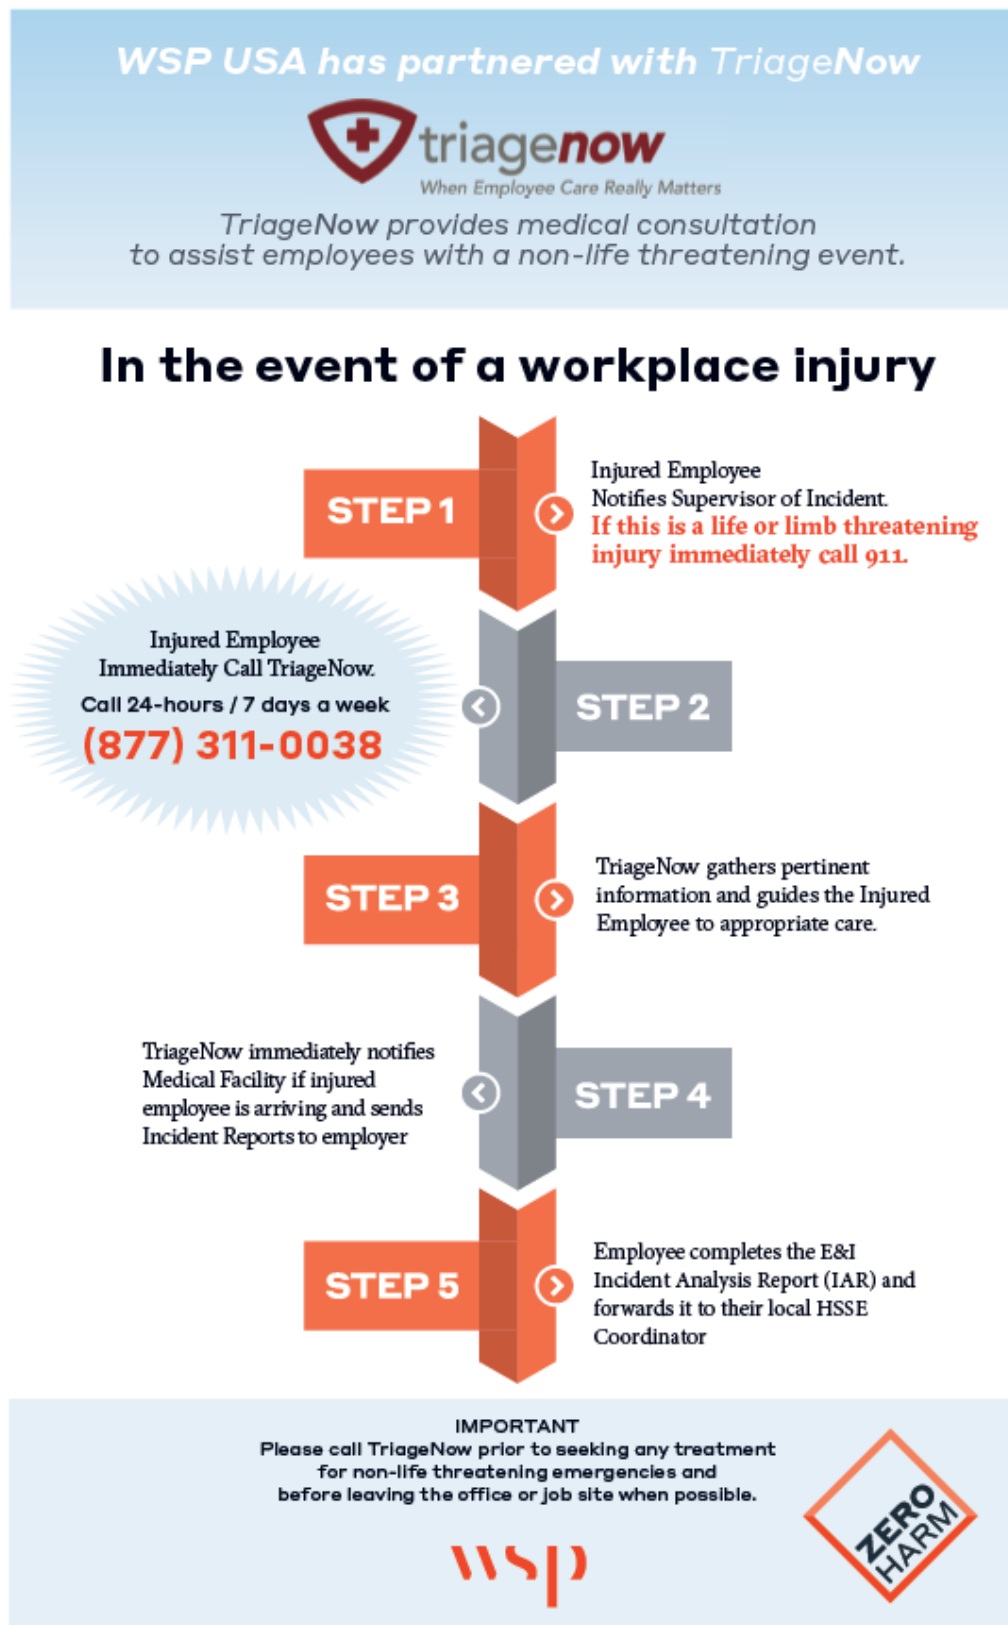 WSP USA has partnered with TriageNow
triagenow
When Employee Care Really Matters
TriageNow provides medical consultation
to assist employees with a non-life threatening event.
In the event of a workplace injury
STEP 1
Injured Employee
Notifies Supervisor of Incident.
If this is a life or limb threatening
injury immediately call 911.
STEP 2
Injured Employee
Immediately Call TriageNow.
Call 24-hours / 7 days a week
(877) 311-0038
STEP 3
TriageNow gathers pertinent
information and guides the Injured
Employee to appropriate care.
STEP 4
TriageNow immediately notifies
Medical Facility if injured
employee is arriving and sends
Incident Reports to employer
STEP 5
Employee completes the E&I
Incident Analysis Report (IAR) and
forwards it to their local HSSE
Coordinator
IMPORTANT
Please call TriageNow prior to seeking any treatment
for non-life threatening emergencies and
before leaving the office or job site when possible.
wsp
ZERO
HARM